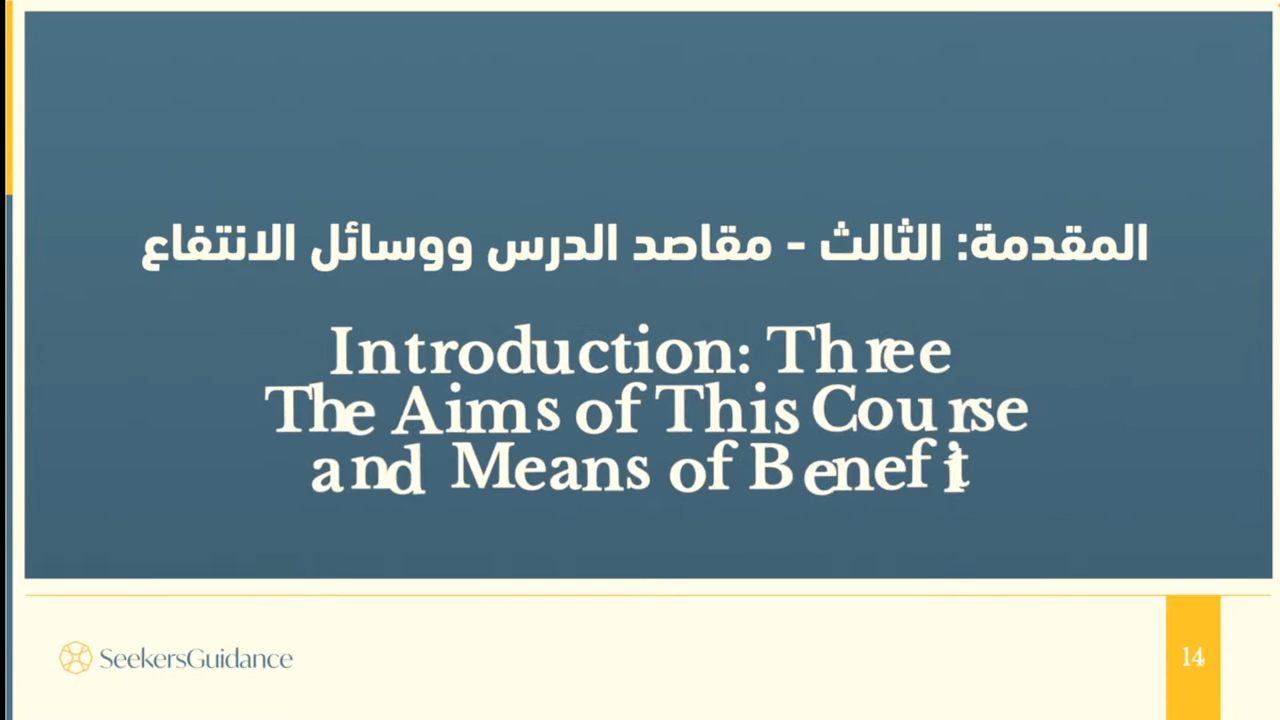 المقدمة: الثالث - مقاصد الدرس ووسائل الانتفاع
Introduction: Three
The Aims of This Course
and Means of Benefit
SeekersGuidance
14